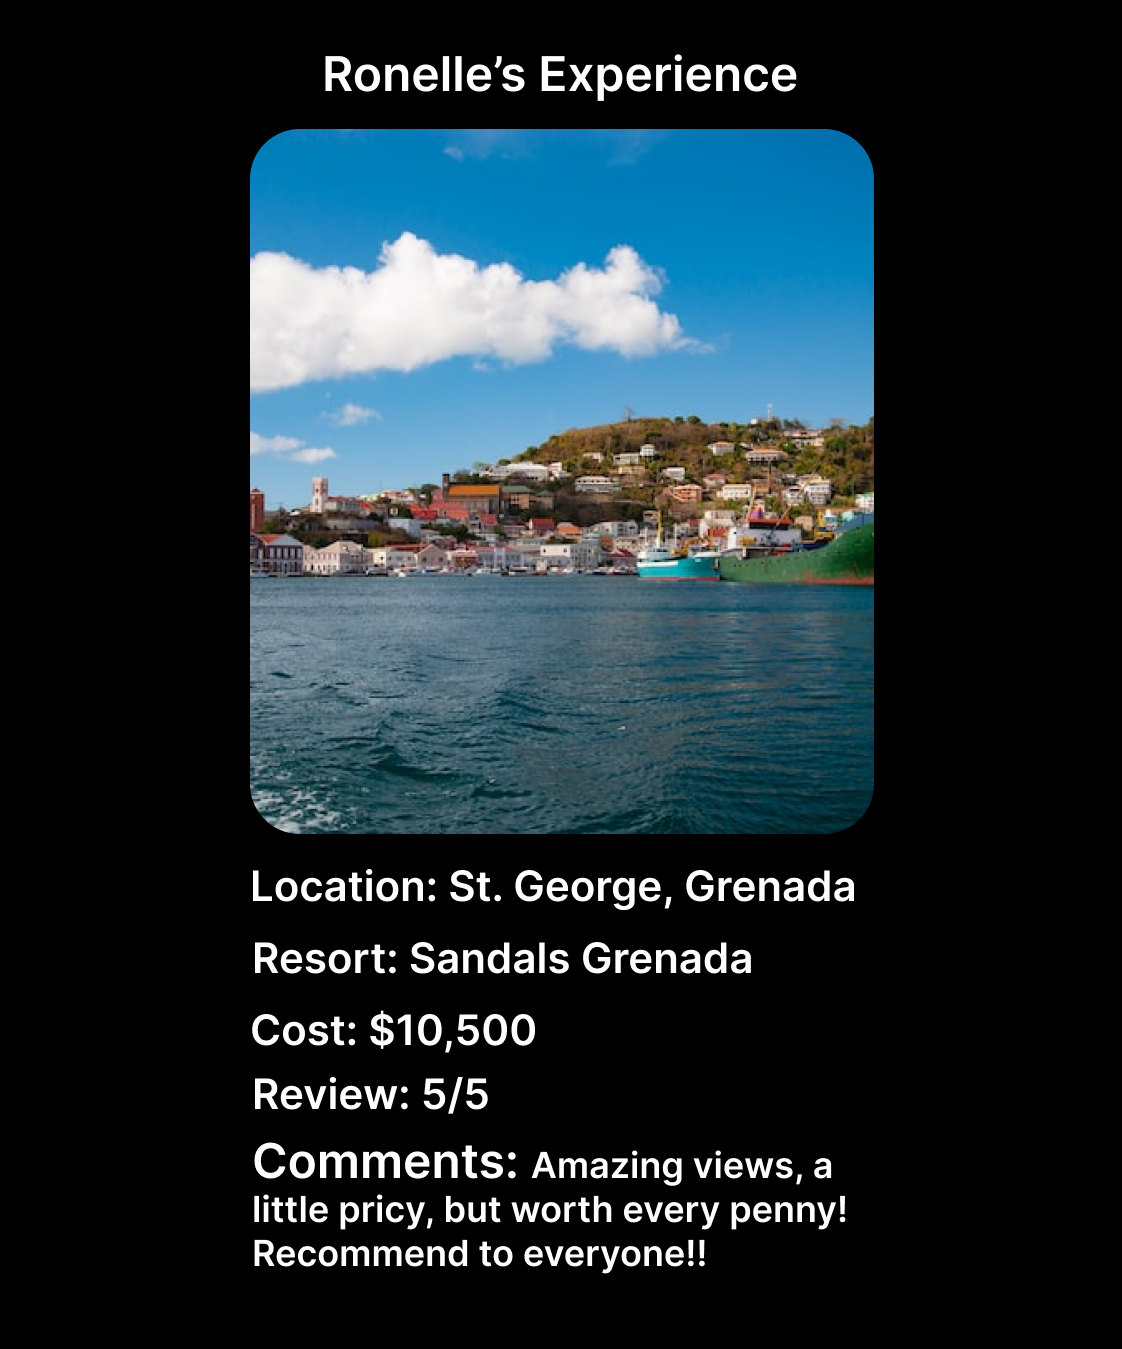 Ronelle’s Experience
Location: St. George, Grenada
Resort: Sandals Grenada
Cost: $10,500
Review: 5/5
Comments: Amazing views, a
little pricy, but worth every penny!
Recommend to everyone!!